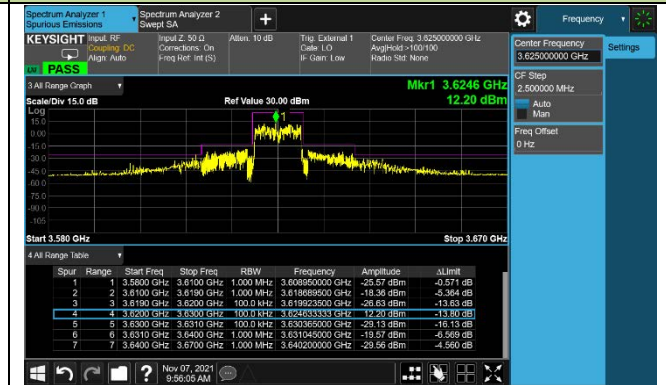 Spectrum Analyzer 1
Spurious Emissions
Spectrum Analyzer 2
Swept SA
+
Frequency
KEYSIGHT
Input: RF
Coupling: DC
Align: Auto
Input Z: 50 Ω
Corrections: On
Freq Ref: Int (S)
Atten: 10 dB
Trig: External 1
Gate: LO
IF Gain: Low
Center Freq: 3.625000000 GHz
Avg|Hold:>100/100
Radio Std: None
PASS
Center Frequency
3.625000000 GHz
Settings
CF Step
2.500000 MHz
Auto
Man
Freq Offset
0 Hz
3 All Range Graph
Scale/Div 15.0 dB
Ref Value 30.00 dBm
Mkr1 3.6246 GHz
12.20 dBm
Log
15.0
0.00
-15.0
-30.0
-45.0
-60.0
-75.0
-90.0
-105
1
Start 3.580 GHz
Stop 3.670 GHz
4 All Range Table
Spur Range Start Freq Stop Freq RBW Frequency Amplitude ΔLimit
1 1 3.5800 GHz 3.6100 GHz 1.000 MHz 3.608950000 GHz -25.57 dBm -0.571 dB
2 2 3.6100 GHz 3.6190 GHz 1.000 MHz 3.618689500 GHz -18.36 dBm -5.364 dB
3 3 3.6190 GHz 3.6200 GHz 100.0 kHz 3.619923500 GHz -26.63 dBm -13.63 dB
4 4 3.6200 GHz 3.6300 GHz 100.0 kHz 3.624633333 GHz 12.20 dBm -13.80 dB
5 5 3.6300 GHz 3.6310 GHz 100.0 kHz 3.630365000 GHz -29.13 dBm -16.13 dB
6 6 3.6310 GHz 3.6400 GHz 1.000 MHz 3.631045000 GHz -19.57 dBm -6.569 dB
7 7 3.6400 GHz 3.6700 GHz 1.000 MHz 3.640200000 GHz -29.56 dBm -4.560 dB
?
Nov 07, 2021
9:56:05 AM